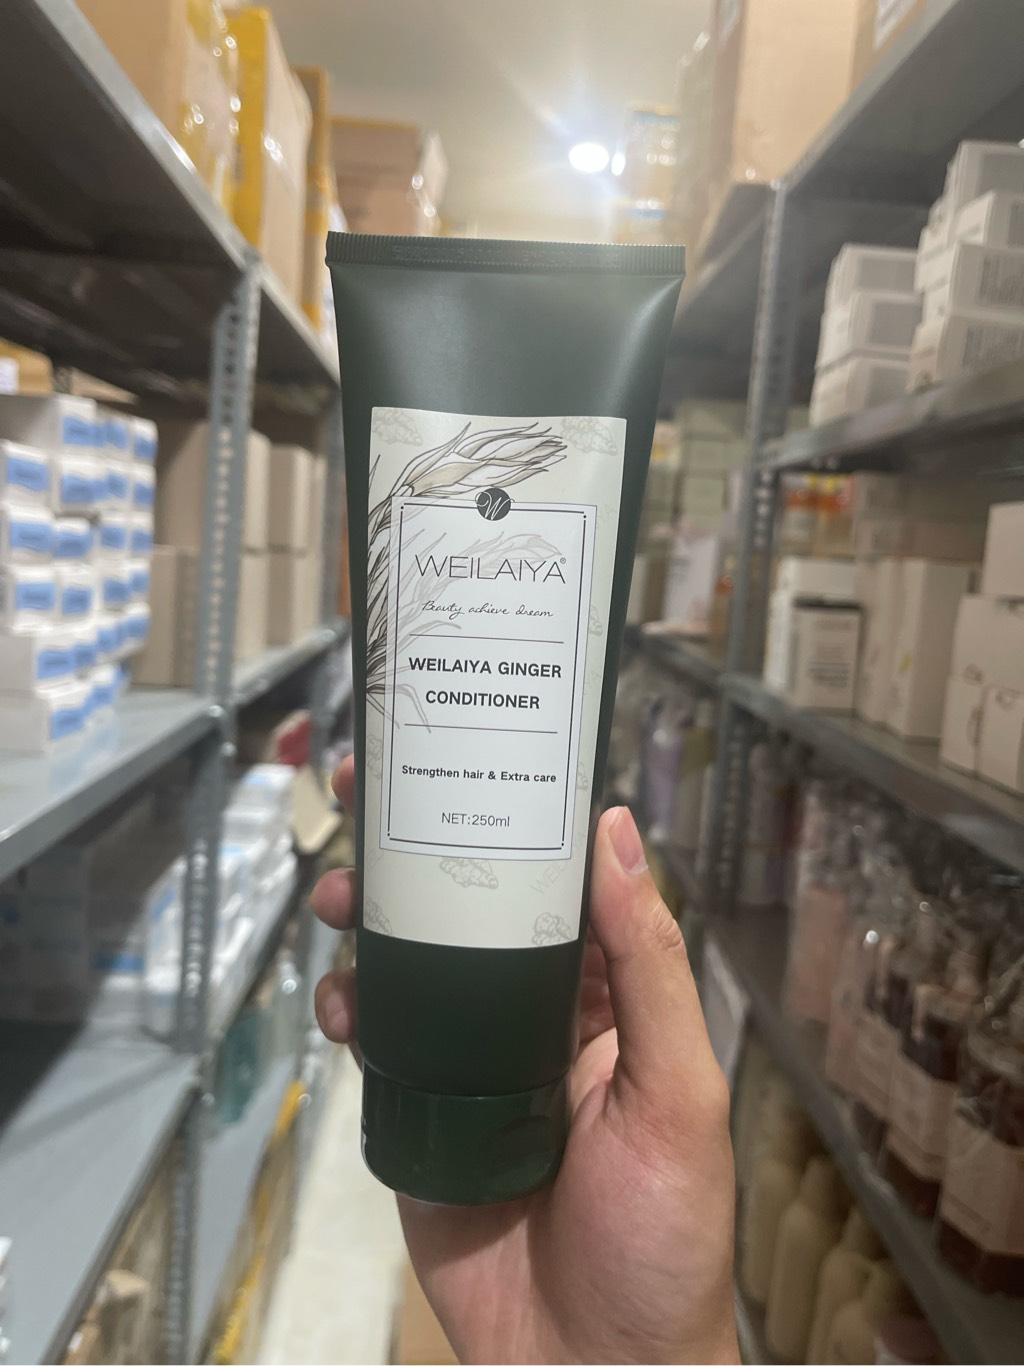 W
WEILAIYA®
Beauty achieve dream
WEILAIYA GINGER
CONDITIONER
Strengthen hair & Extra care
NET:250ml